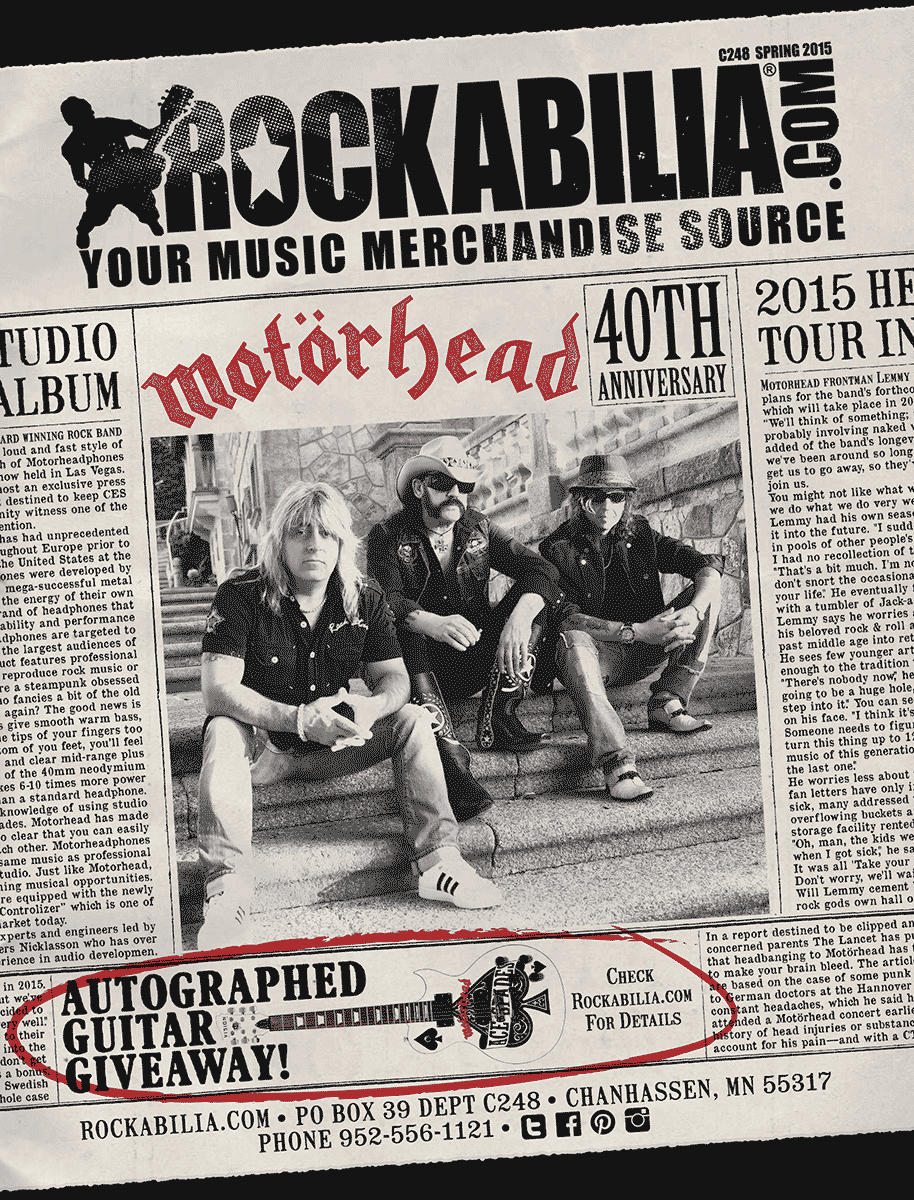 C248 SPRING 2015
ROCKABILIA®.COM
YOUR MUSIC MERCHANDISE SOURCE
TUDIO
ALBUM
ARD WINNING ROCK BAND
loud and fast style of
h of Motorheadphones
now held in Las Vegas.
ost an exclusive press
destined to keep CES
nity witness one of the
ention.
has had unprecedented
ughout Europe prior to
the United States at the
ones were developed by
mega-successful metal
the energy of their own
rand of headphones that
ability and performance
dphones are targeted to
the largest audiences of
uct features professional
reproduce rock music or
re a steampunk obsessed
ho fancies a bit of the old
again? The good news is
s give smooth warm bass,
he tips of your fingers too
tom of you feet, you'll feel
and clear mid-range plus
of the 40mm neodymium
kes 6-10 times more power
an a standard headphone.
knowledge of using studio
ades. Motorhead has made
o clear that you can easily
ch other. Motorheadphones
same music as professional
tudio. Just like Motorhead,
ning musical opportunities.
re equipped with the newly
Controlizer" which is one of
market today.
xperts and engineers led by
ers Nicklasson who has over
rience in audio developmen.
motörhead
40TH
ANNIVERSARY
2015 HE
TOUR IN
MOTORHEAD FRONTMAN LEMMY
plans for the band's forthco
which will take place in 20
"We'll think of something;
probably involving naked
added of the band's longev
we've been around so long
get us to go away, so they'
join us.
You might not like what w
we do what we do very we
Lemmy had his own seas
it into the future. "I sudd
in pools of other people's
I had no recollection of t
"That's a bit much. I'm no
don't snort the occasiona
your life." He eventually
with a tumbler of Jack-a
Lemmy says he worries
his beloved rock & roll a
past middle age into ret
He sees few younger art
enough to the tradition
"There's nobody now," he
going to be a huge hole,
step into it." You can se
on his face. "I think it's
Someone needs to figur
turn this thing up to 12
music of this generatio
the last one."
He worries less about
fan letters have only i
sick, many addressed
overflowing buckets a
storage facility rented
"Oh, man, the kids we
when I got sick," he sa
It was all 'Take your
Don't worry, we'll wai
Will Lemmy cement
rock gods own hall o
in 2015.
ut we've
cided to
y well."
to their
into the
don't get
s a bonus.
Swedish
hole case
AUTOGRAPHED
GUITAR
GIVEAWAY!
motörhead
ACE OF SPADES
CHECK
ROCKABILIA.COM
FOR DETAILS
In a report destined to be clipped an
concerned parents The Lancet has pu
that headbanging to Motörhead has
to make your brain bleed. The article
are based on the case of some punk
to German doctors at the Hannover
constant headaches, which he said h
attended a Motörhead concert earlie
history of head injuries or substanc
account for his pain—and with a CT
ROCKABILIA.COM • PO BOX 39 DEPT C248 • CHANHASSEN, MN 55317
PHONE 952-556-1121 •